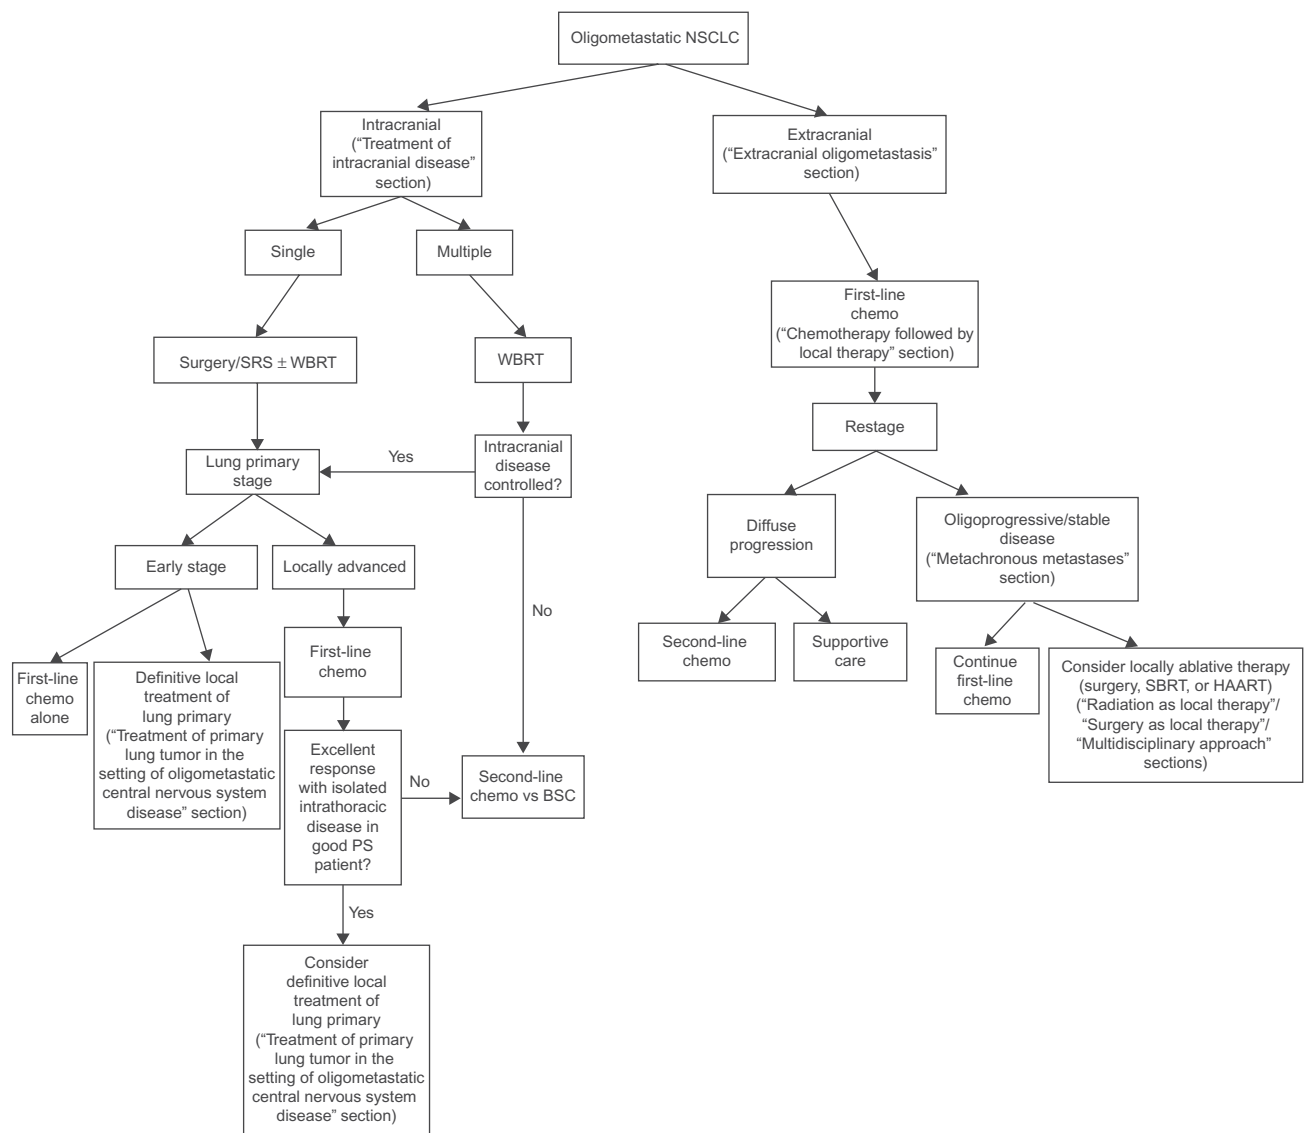 Oligometastatic NSCLC
Intracranial
(“Treatment of
intracranial disease”
section)
Extracranial
(“Extracranial oligometastasis”
section)
Single
Multiple
First-line
chemo
(“Chemotherapy followed by
local therapy” section)
Surgery/SRS ± WBRT
WBRT
Restage
Lung primary
stage
Yes
Intracranial
disease
controlled?
Diffuse
progression
Oligoprogressive/stable
disease
(“Metachronous metastases”
section)
Early stage
Locally advanced
No
First-line
chemo
alone
Definitive local
treatment of
lung primary
(“Treatment of primary
lung tumor in the
setting of oligometastatic
central nervous system
disease” section)
First-line
chemo
Second-line
chemo
Supportive
care
Continue
first-line
chemo
Consider locally ablative therapy
(surgery, SBRT, or HAART)
(“Radiation as local therapy”/
“Surgery as local therapy”/
“Multidisciplinary approach”
sections)
Excellent
response
with isolated
intrathoracic
disease in
good PS
patient?
No
Second-line
chemo vs BSC
Yes
Consider
definitive local
treatment of
lung primary
(“Treatment of primary
lung tumor in the
setting of oligometastatic
central nervous system
disease” section)